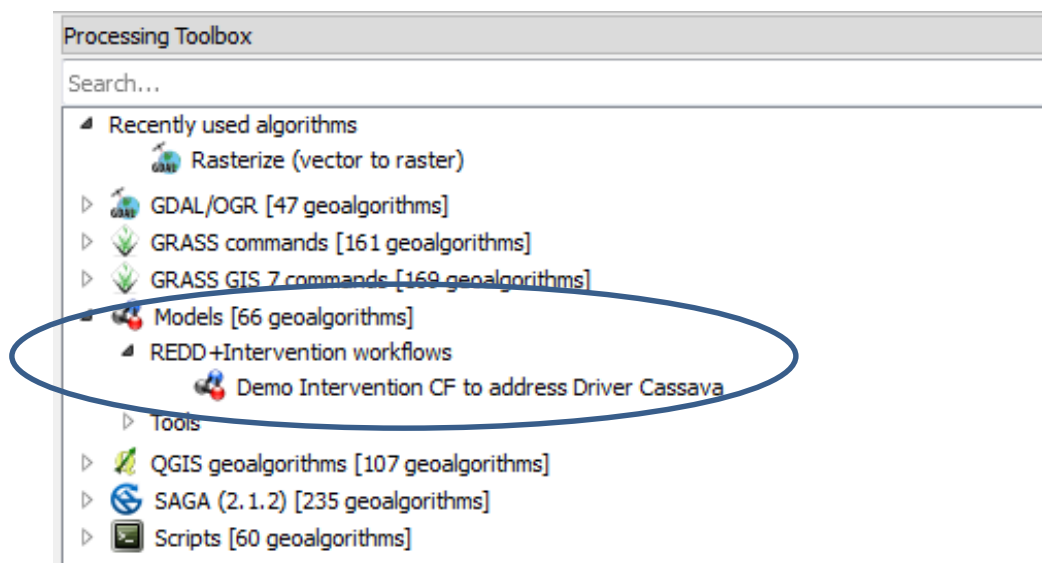 Processing Toolbox
Search...
Recently used algorithms
Rasterize (vector to raster)
GDAL/OGR [47 geoalgorithms]
GRASS commands [161 geoalgorithms]
GRASS GIS 7 commands [169 geoalgorithms]
Models [66 geoalgorithms]
REDD+Intervention workflows
Demo Intervention CF to address Driver Cassava
Tools
QGIS geoalgorithms [107 geoalgorithms]
SAGA (2.1.2) [235 geoalgorithms]
Scripts [60 geoalgorithms]